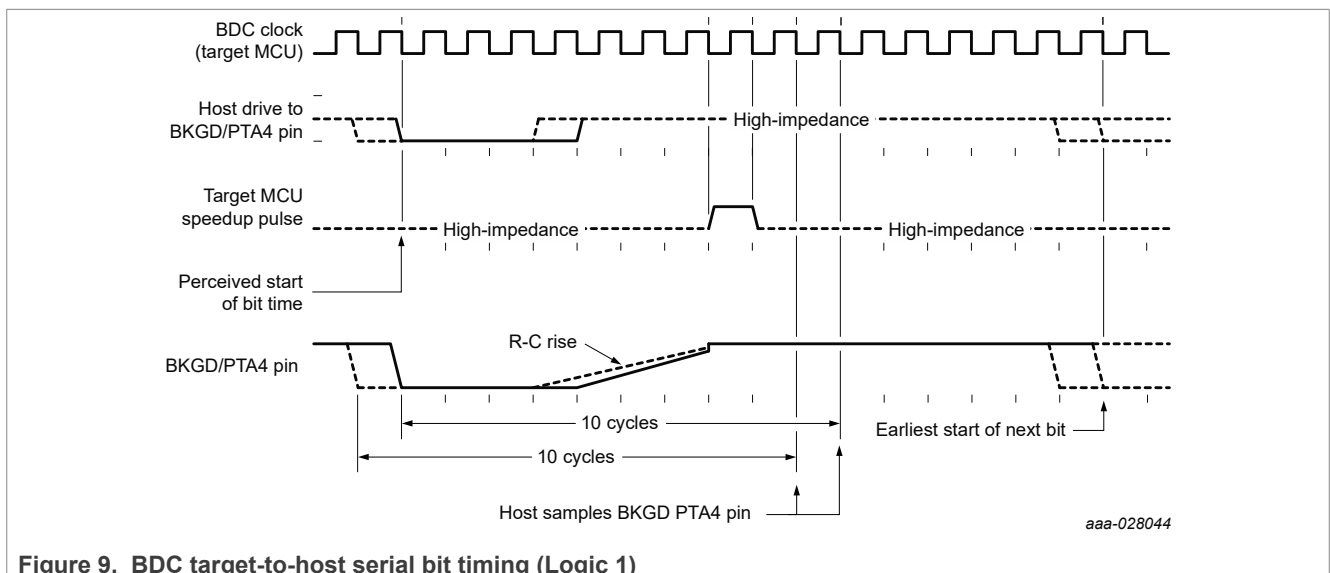 BDC clock
(target MCU)
Host drive to
BKGD/PTA4 pin
High-impedance
Target MCU
speedup pulse
High-impedance
High-impedance
Perceived start
of bit time
R-C rise
BKGD/PTA4 pin
10 cycles
Earliest start of next bit
10 cycles
Host samples BKGD PTA4 pin
aaa-028044
Figure 9. BDC target-to-host serial bit timing (Logic 1)